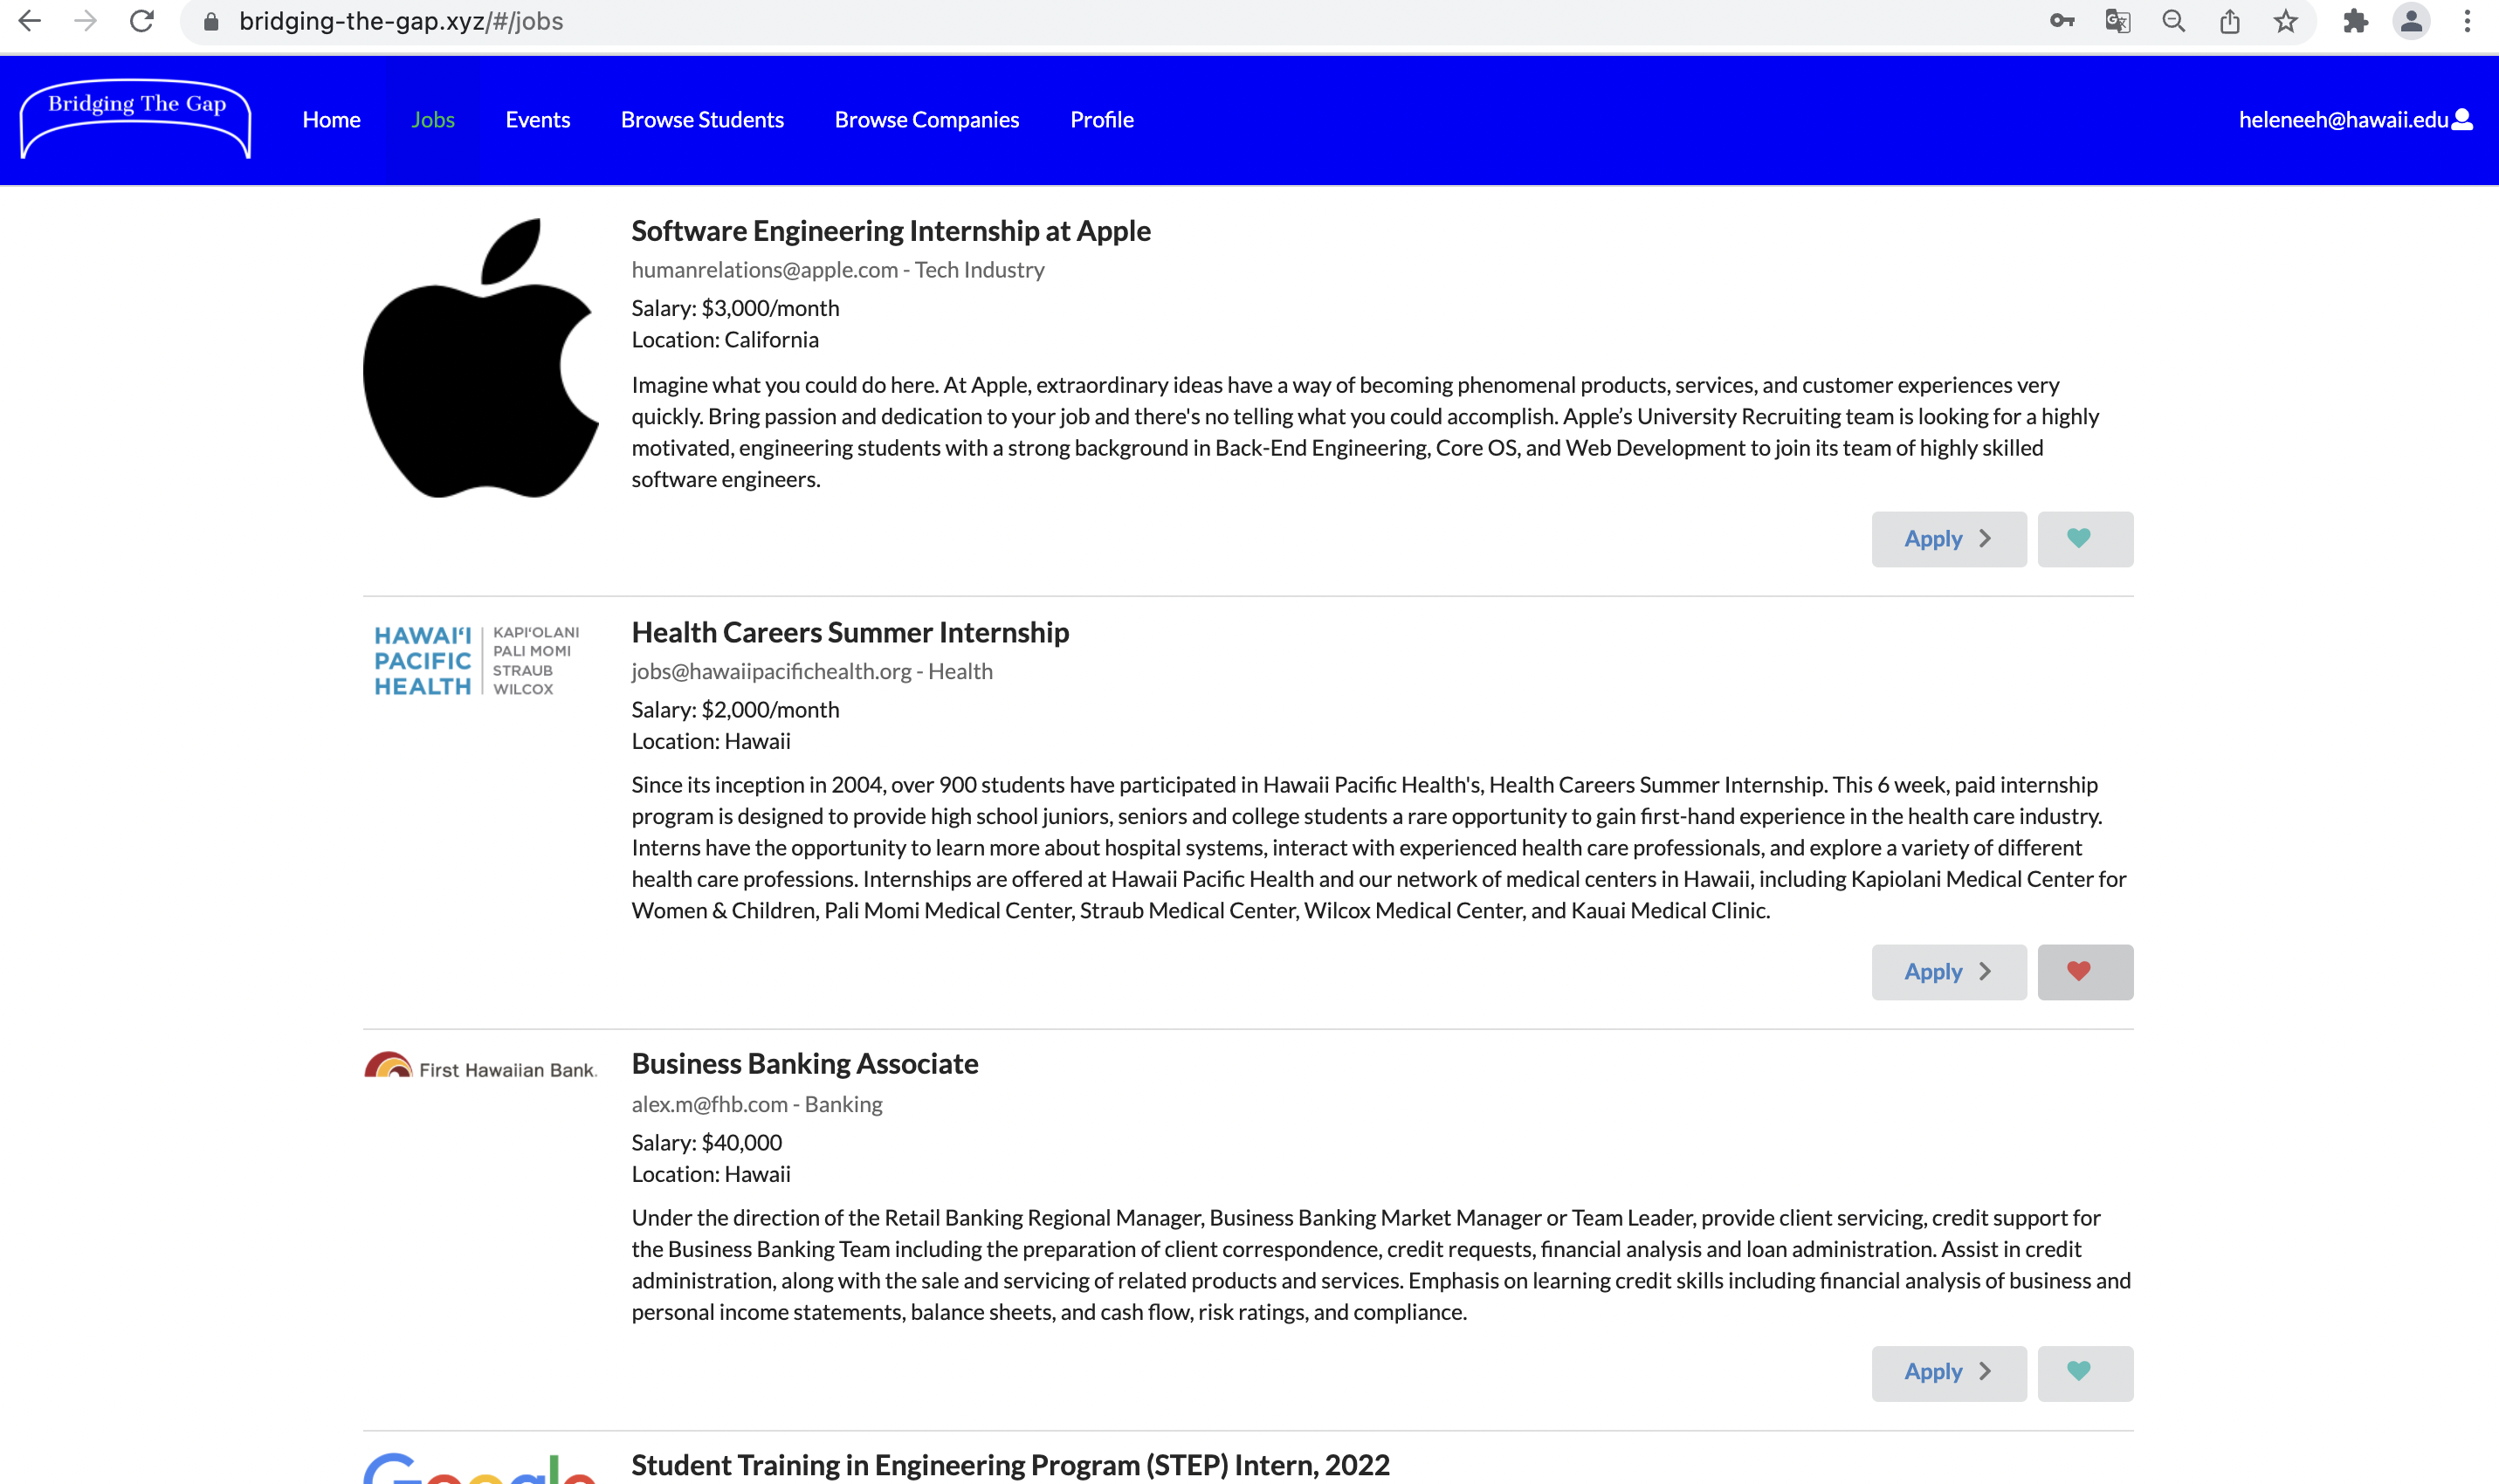 bridging-the-gap.xyz/#/jobs
Bridging The Gap
Home
Jobs
Events
Browse Students
Browse Companies
Profile
heleneeh@hawaii.edu
Software Engineering Internship at Apple
humanrelations@apple.com - Tech Industry
Salary: $3,000/month
Location: California
Imagine what you could do here. At Apple, extraordinary ideas have a way of becoming phenomenal products, services, and customer experiences very
quickly. Bring passion and dedication to your job and there's no telling what you could accomplish. Apple’s University Recruiting team is looking for a highly
motivated, engineering students with a strong background in Back-End Engineering, Core OS, and Web Development to join its team of highly skilled
software engineers.
Apply
HAWAI‘I
PACIFIC
HEALTH
KAPI‘OLANI
PALI MOMI
STRAUB
WILCOX
Health Careers Summer Internship
jobs@hawaiipacifichealth.org - Health
Salary: $2,000/month
Location: Hawaii
Since its inception in 2004, over 900 students have participated in Hawaii Pacific Health's, Health Careers Summer Internship. This 6 week, paid internship
program is designed to provide high school juniors, seniors and college students a rare opportunity to gain first-hand experience in the health care industry.
Interns have the opportunity to learn more about hospital systems, interact with experienced health care professionals, and explore a variety of different
health care professions. Internships are offered at Hawaii Pacific Health and our network of medical centers in Hawaii, including Kapiolani Medical Center for
Women & Children, Pali Momi Medical Center, Straub Medical Center, Wilcox Medical Center, and Kauai Medical Clinic.
Apply
First Hawaiian Bank.
Business Banking Associate
alex.m@fhb.com - Banking
Salary: $40,000
Location: Hawaii
Under the direction of the Retail Banking Regional Manager, Business Banking Market Manager or Team Leader, provide client servicing, credit support for
the Business Banking Team including the preparation of client correspondence, credit requests, financial analysis and loan administration. Assist in credit
administration, along with the sale and servicing of related products and services. Emphasis on learning credit skills including financial analysis of business and
personal income statements, balance sheets, and cash flow, risk ratings, and compliance.
Apply
Google
Student Training in Engineering Program (STEP) Intern, 2022